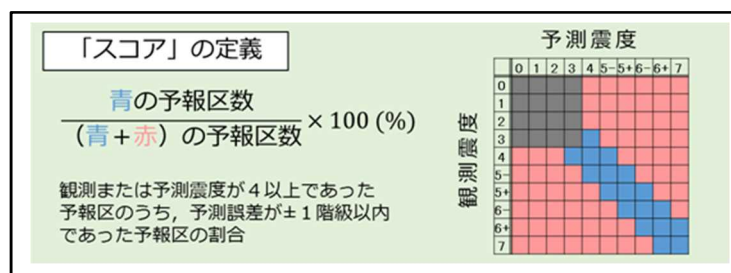 「スコア」の定義
青の予報区数
(青+赤)の予報区数
×100 (%)
観測または予測震度が4以上であった
予報区のうち,予測誤差が±1階級以内
であった予報区の割合
予測震度
0 1 2 3 4 5- 5+ 6- 6+ 7
観測震度
0
1
2
3
4
5-
5+
6-
6+
7